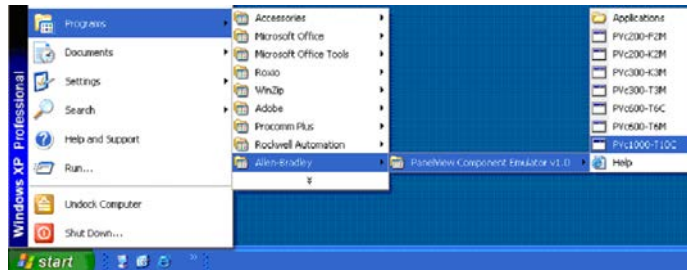 Windows XP Professional
Programs
Documents
Settings
Search
Help and Support
Run...
Undock Computer
Shut Down...
start
Accessories
Microsoft Office
Microsoft Office Tools
Roxio
WinZip
Adobe
Procomm Plus
Rockwell Automation
Allen-Bradley
PanelView Component Emulator v1.0
Applications
PVc200-P2M
PVc200-K2M
PVc300-K3M
PVc300-T3M
PVc600-T6C
PVc600-T6M
PVc1000-T10C
Help